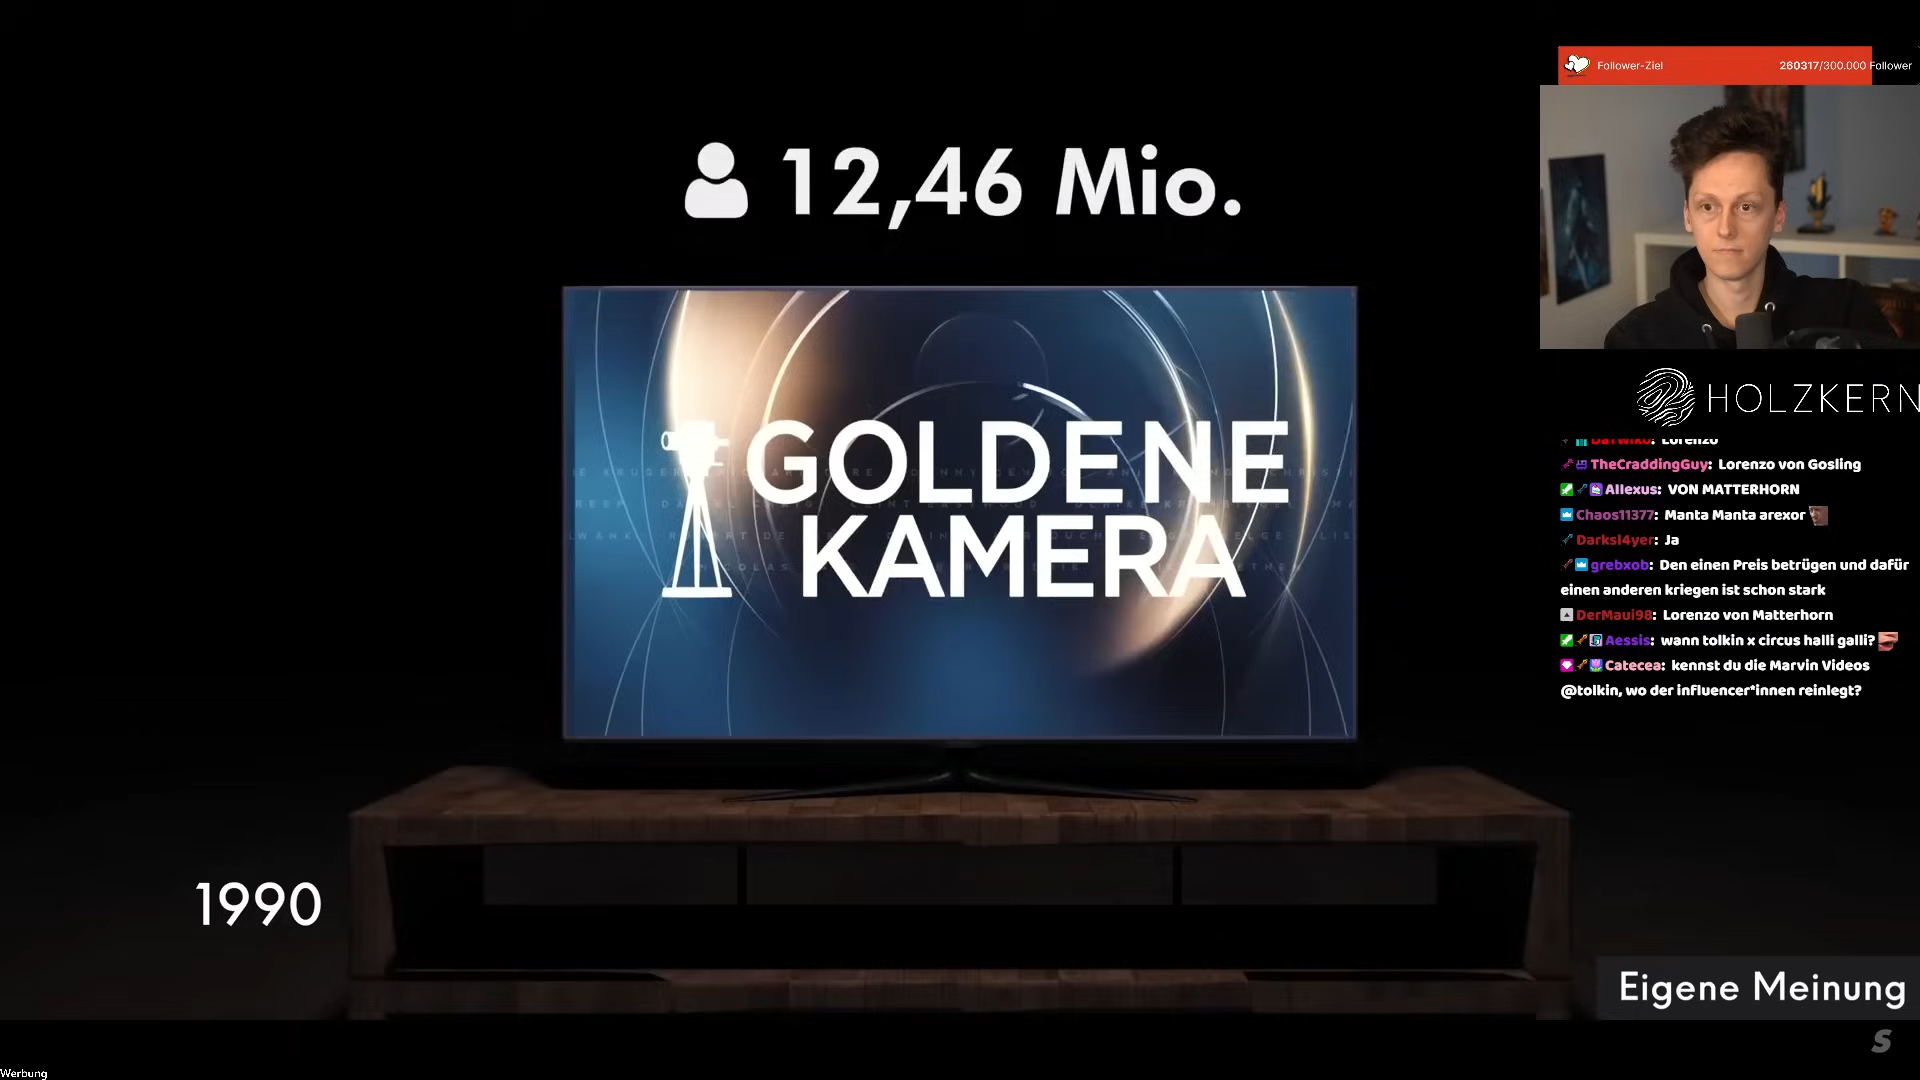 Follower-Ziel 260317/300.000 Follower
12,46 Mio.
GOLDENE
KAMERA
HOLZKERN
DaTwiko: Lorenzo
TheCraddingGuy: Lorenzo von Gosling
Allexus: VON MATTERHORN
Chaos11377: Manta Manta arexor
Darksl4yer: Ja
grebxob: Den einen Preis betrügen und dafür
einen anderen kriegen ist schon stark
DerMaui98: Lorenzo von Matterhorn
Aessis: wann tolkin x circus halli galli?
Catecea: kennst du die Marvin Videos
@tolkin, wo der influencer*innen reinlegt?
1990
Eigene Meinung
S
Werbung